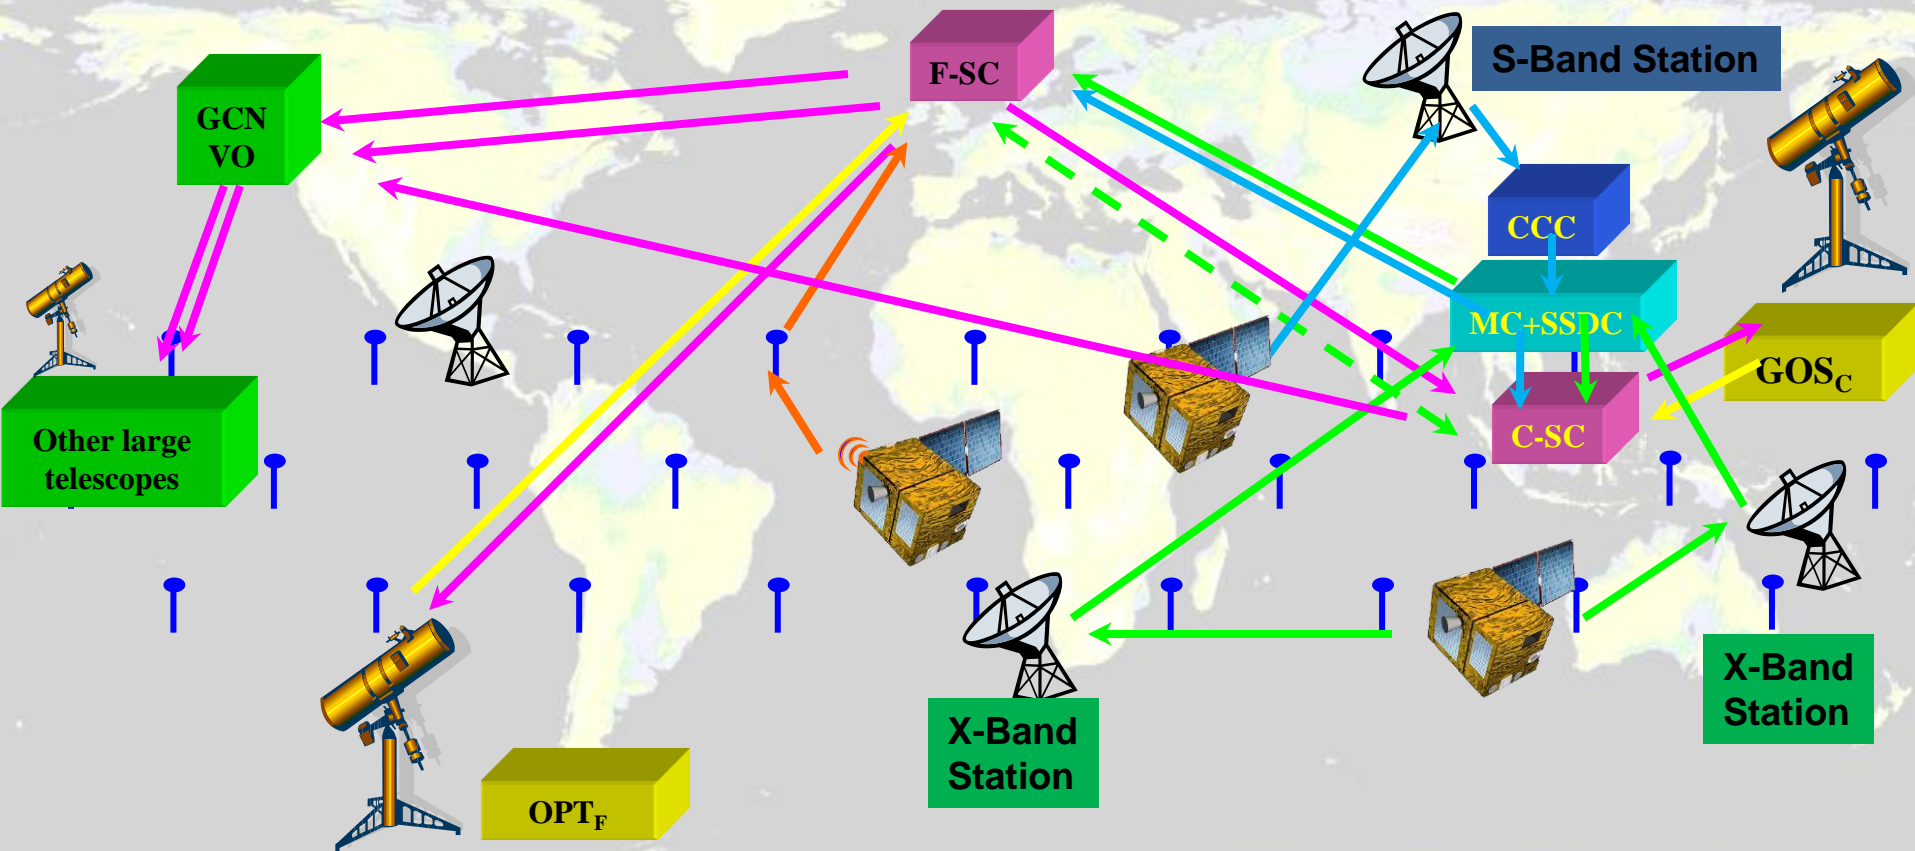 F-SC
S-Band Station
GCN
VO
CCC
MC+SSDC
GOSC
C-SC
Other large
telescopes
X-Band
Station
X-Band
Station
OPTF